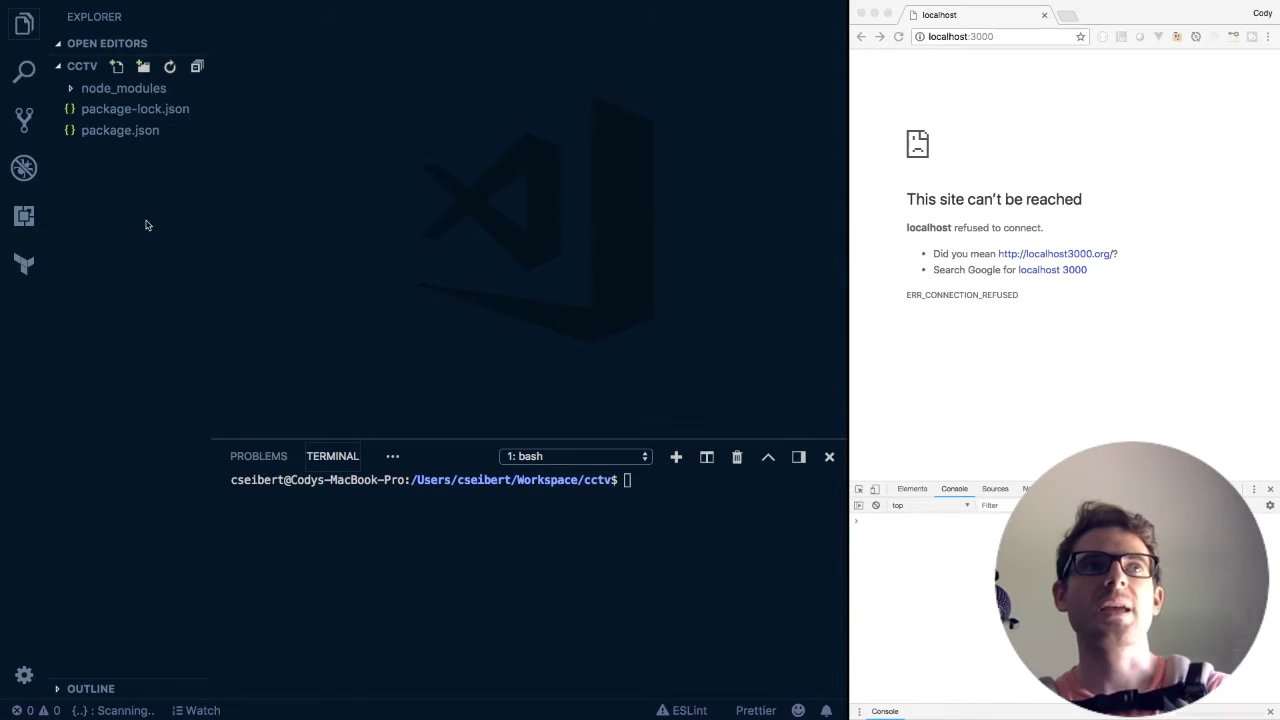 EXPLORER
OPEN EDITORS
CCTV
node_modules
{} package-lock.json
{} package.json
PROBLEMS TERMINAL ••• 1: bash
cseibert@Codys-MacBook-Pro:/Users/cseibert/Workspace/cctv$
OUTLINE
0 0 {..} : Scanning.. Watch ESLint Prettier
localhost
Cody
localhost:3000
This site can't be reached
localhost refused to connect.
• Did you mean http://localhost3000.org/?
• Search Google for localhost 3000
ERR_CONNECTION_REFUSED
Elements Console Sources
top Filter
›
Console